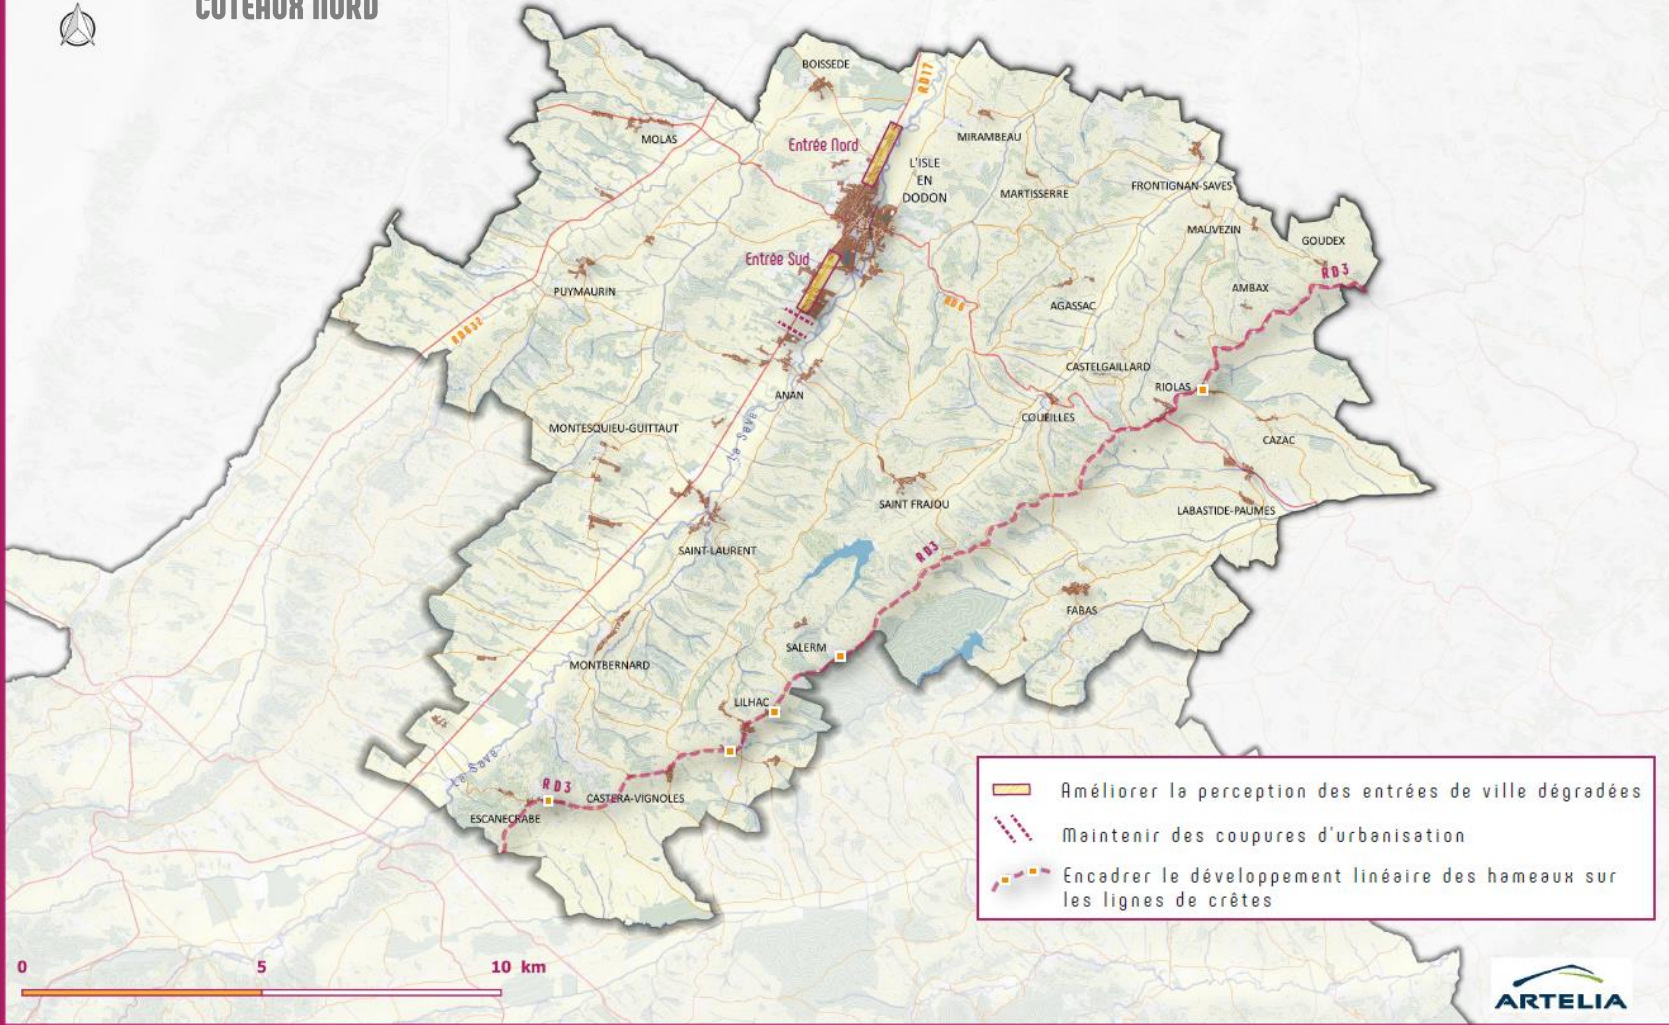 COTEAUX NORD
BOISSEDE
RD17
MOLAS
Entrée Nord
MIRAMBEAU
L'ISLE
EN
DODON
MARTISSERRE
FRONTIGNAN-SAVES
MAUVEZIN
GOUDEX
Entrée Sud
RD3
PUYMAURIN
AMBAX
RD6
AGASSAC
RD632
CASTELGAILLARD
RIOLAS
ANAN
COUEILLES
La Save
MONTESQUIEU-GUITTAUT
CAZAC
SAINT FRAJOU
LABASTIDE-PAUMES
SAINT-LAURENT
RD3
FABAS
SALERM
MONTBERNARD
LILHAC
La Save
RD3
CASTERA-VIGNOLES
ESCANECRABE
Améliorer la perception des entrées de ville dégradées
Maintenir des coupures d'urbanisation
Encadrer le développement linéaire des hameaux sur
les lignes de crêtes
0 5 10 km
ARTELIA